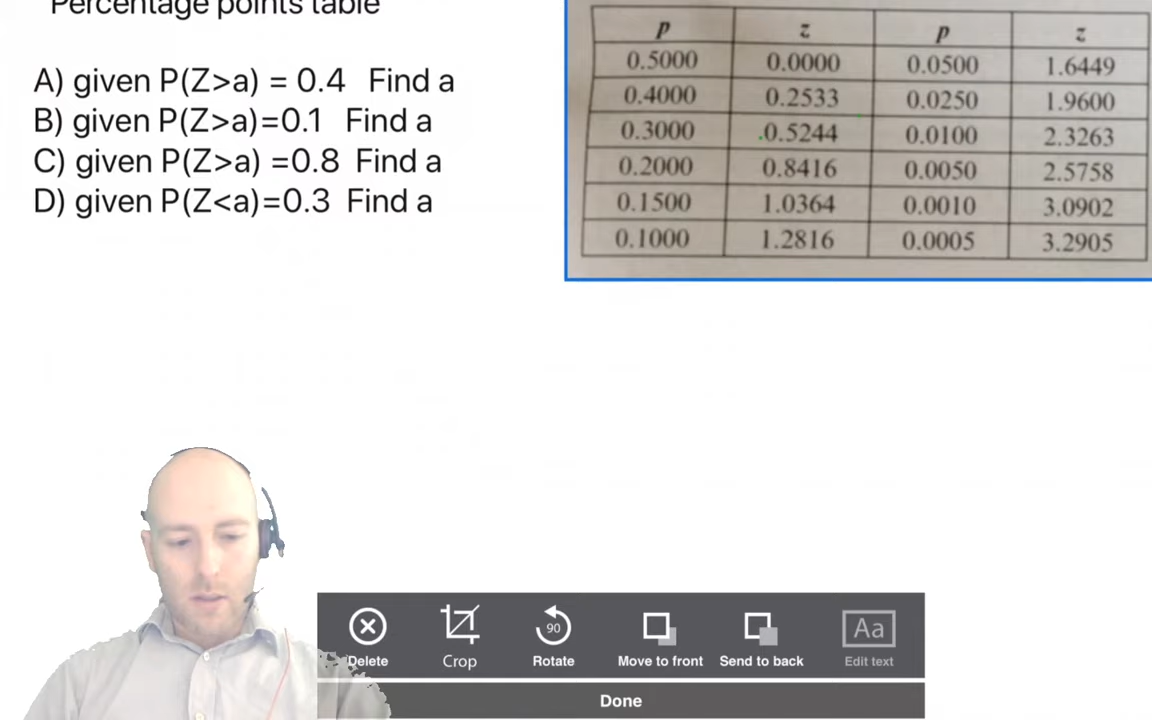 Percentage points table
A) given P(Z>a) = 0.4 Find a
B) given P(Z>a)=0.1 Find a
C) given P(Z>a) =0.8 Find a
D) given P(Z<a)=0.3 Find a
p z p z
0.5000 0.0000 0.0500 1.6449
0.4000 0.2533 0.0250 1.9600
0.3000 0.5244 0.0100 2.3263
0.2000 0.8416 0.0050 2.5758
0.1500 1.0364 0.0010 3.0902
0.1000 1.2816 0.0005 3.2905
90 Aa
Delete Crop Rotate Move to front Send to back Edit text
Done